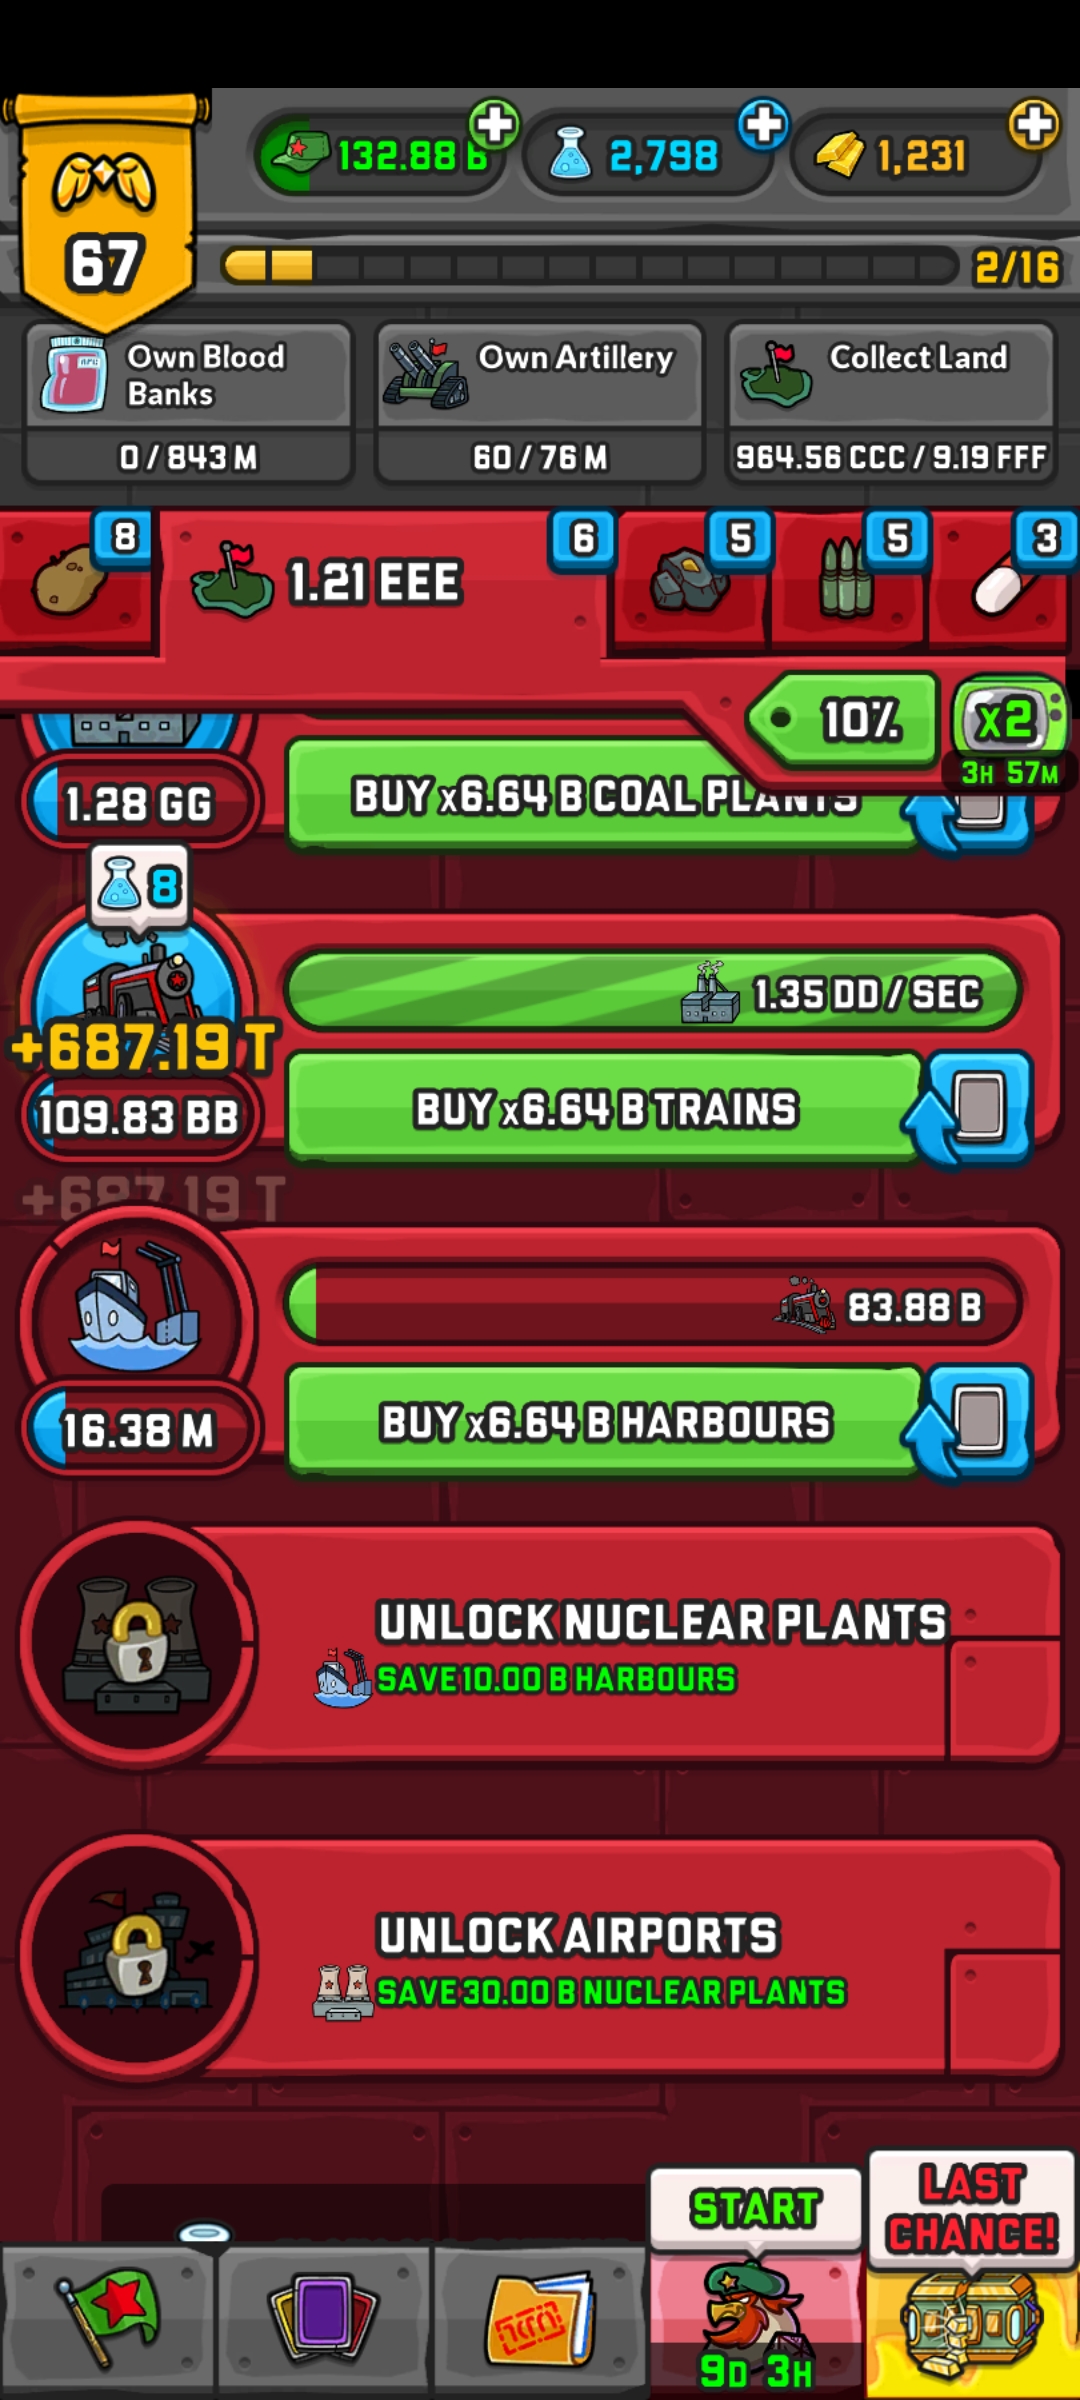 132.88 B
2,798
1,231
67
2/16
Own Blood
Banks
0 / 843 M
Own Artillery
60 / 76 M
Collect Land
964.56 CCC / 9.19 FFF
8
1.21 EEE
6
5
5
3
10%
x2
3H 57M
1.28 GG
BUY x6.64 B COAL PLANTS
8
1.35 DD / SEC
+687.19 T
109.83 BB
BUY x6.64 B TRAINS
+687.19 T
83.88 B
16.38 M
BUY x6.64 B HARBOURS
UNLOCK NUCLEAR PLANTS
SAVE 10.00 B HARBOURS
UNLOCK AIRPORTS
SAVE 30.00 B NUCLEAR PLANTS
START
LAST
CHANCE!
9D 3H